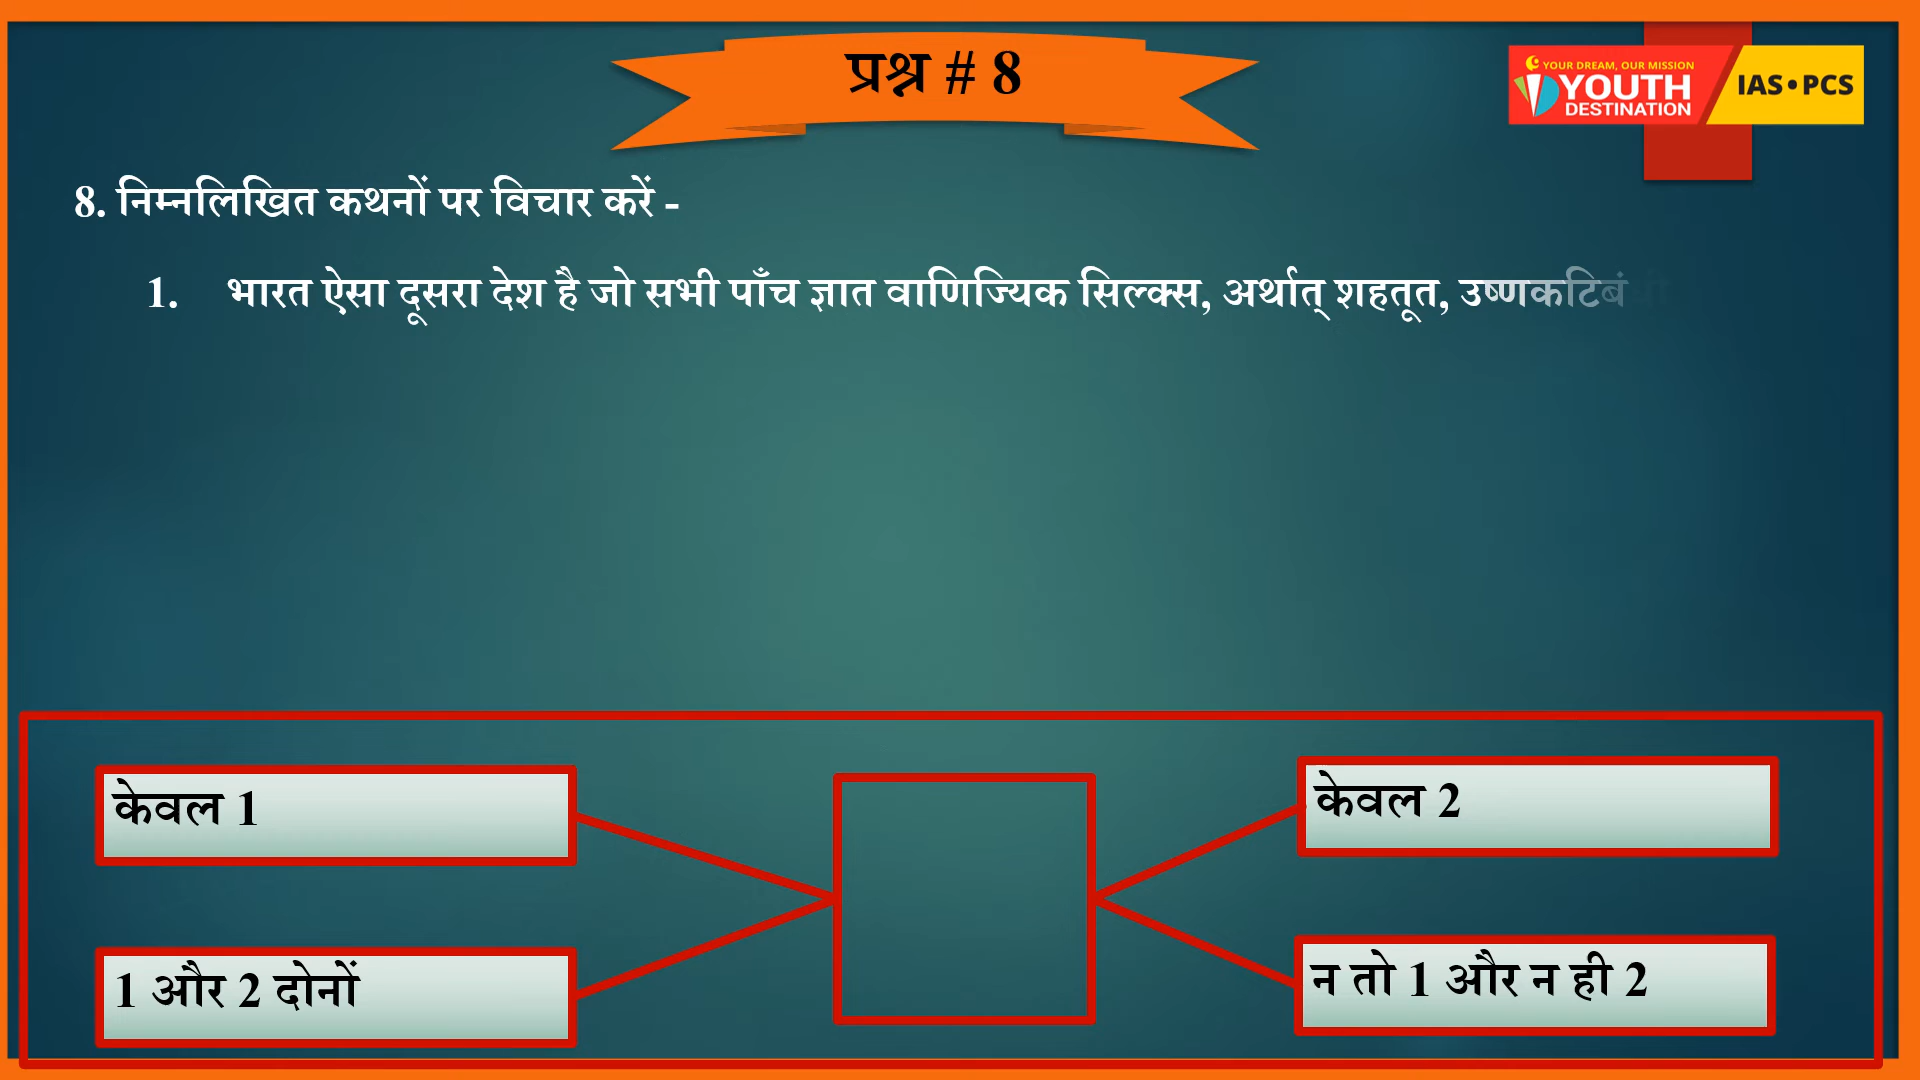 प्रश्न # 8
YOUR DREAM, OUR MISSION
YOUTH
DESTINATION
IAS•PCS
8. निम्नलिखित कथनों पर विचार करें -
1. भारत ऐसा दूसरा देश है जो सभी पाँच ज्ञात वाणिज्यिक सिल्क्स, अर्थात् शहतूत, उष्णकटिबंधी
केवल 1
केवल 2
1 और 2 दोनों
न तो 1 और न ही 2